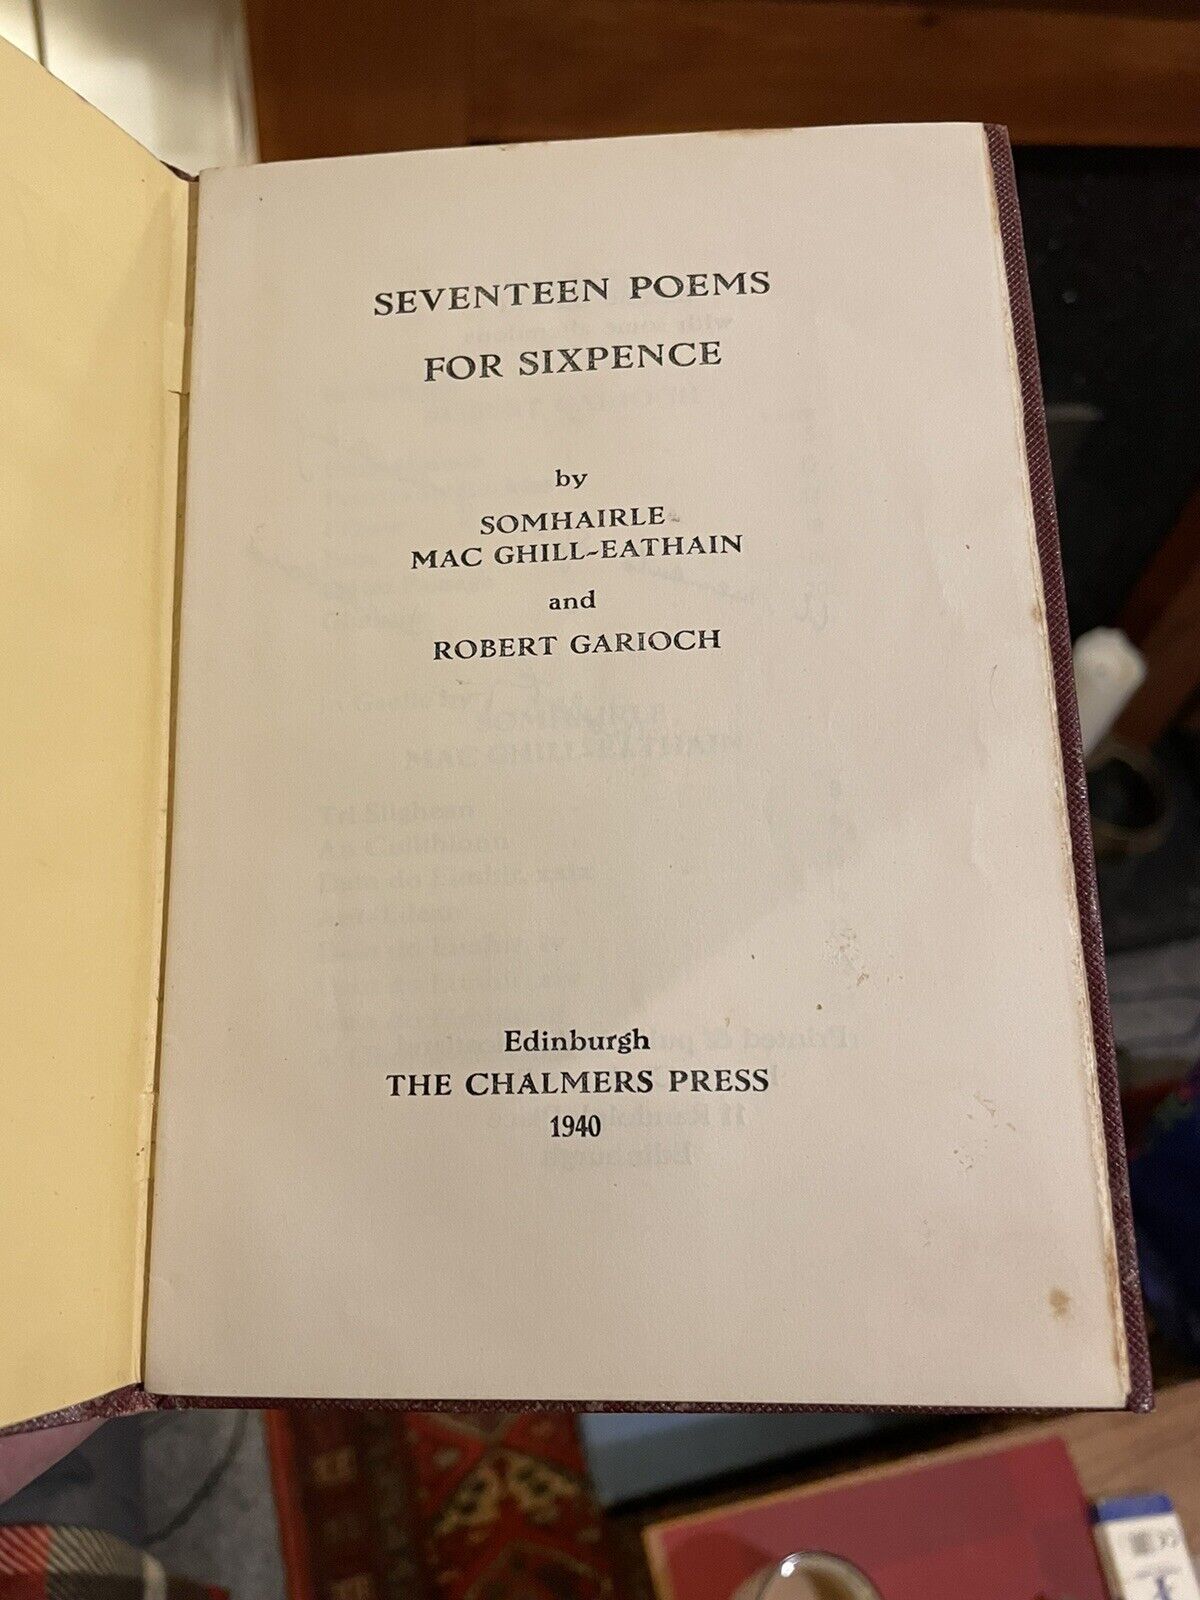 SEVENTEEN POEMS
FOR SIXPENCE
by
SOMHAIRLE
MAC GHILL-EATHAIN
and
ROBERT GARIOCH
Edinburgh
THE CHALMERS PRESS
1940